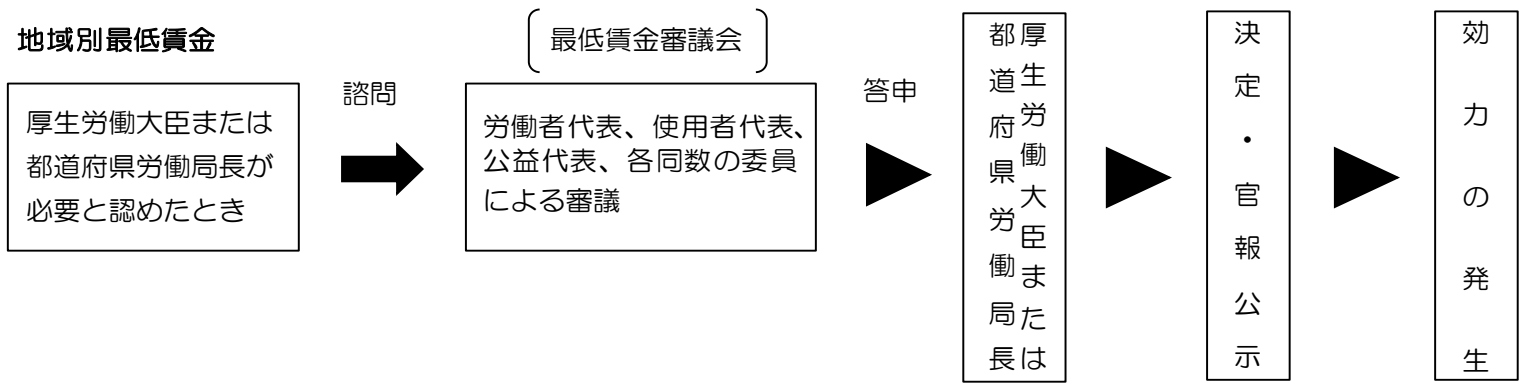 地域別最低賃金
厚生労働大臣または
都道府県労働局長が
必要と認めたとき
諮問
最低賃金審議会
労働者代表、使用者代表、
公益代表、各同数の委員
による審議
答申
厚生労働大臣または
都道府県労働局長
決定・官報公示
効力の発生